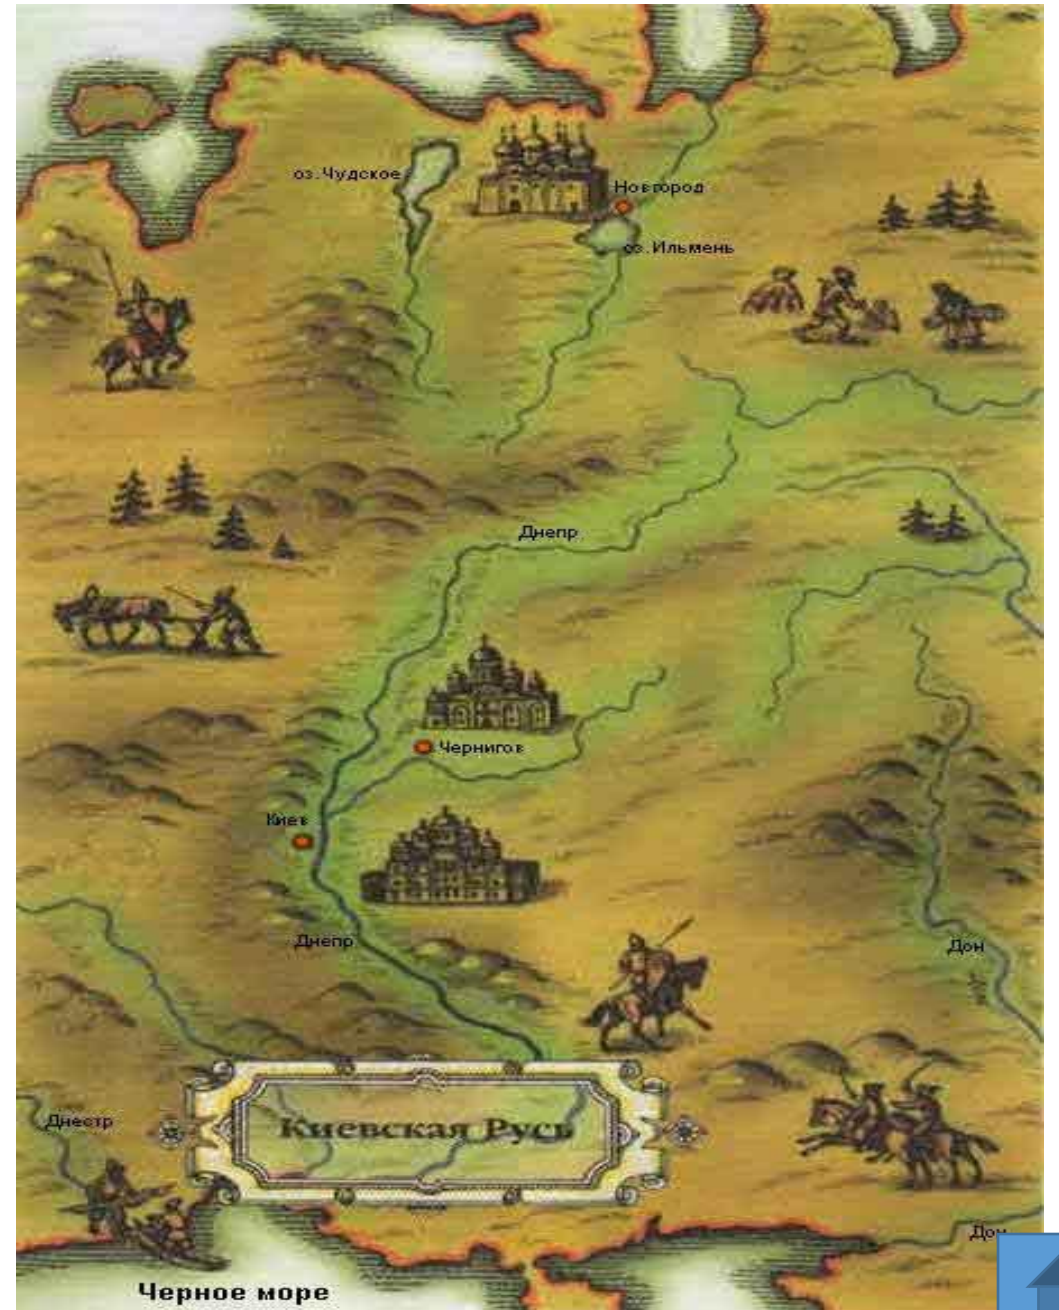 оз.Чудское
Новгород
оз.Ильмень
Днепр
Чернигов
Киев
Днепр
Дон
Днестр
Киевская Русь
Дон
Черное море